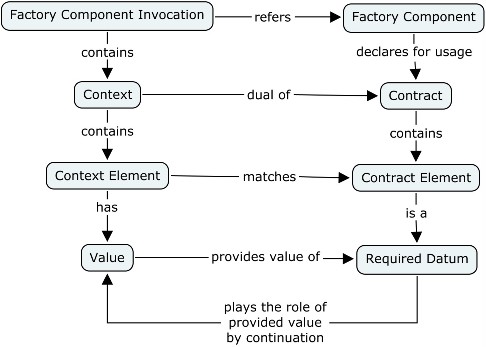 Factory Component Invocation
refers
Factory Component
contains
declares for usage
Context
dual of
Contract
contains
contains
Context Element
matches
Contract Element
has
is a
Value
provides value of
Required Datum
plays the role of
provided value
by continuation